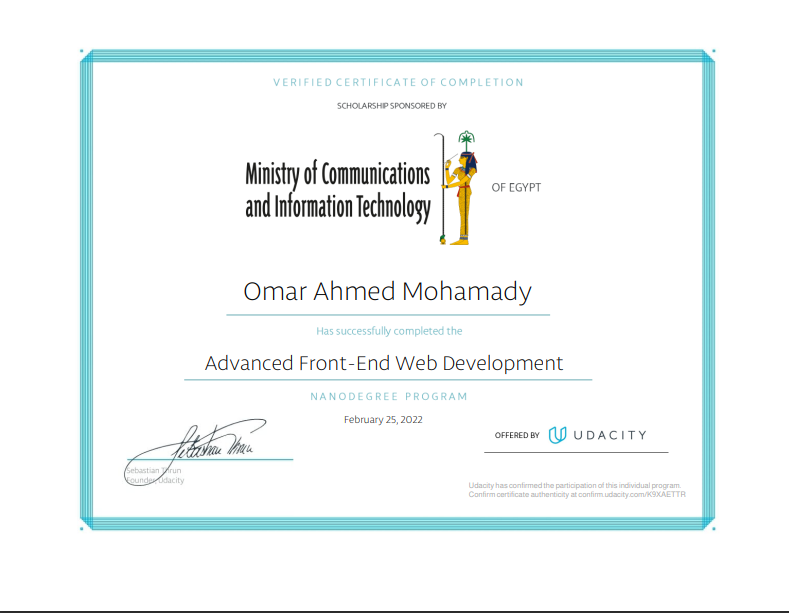 VERIFIED CERTIFICATE OF COMPLETION
SCHOLARSHIP SPONSORED BY
Ministry of Communications
and Information Technology
OF EGYPT
Omar Ahmed Mohamady
Has successfully completed the
Advanced Front-End Web Development
NANODEGREE PROGRAM
February 25, 2022
Sebastian Thrun
Sebastian Thrun
Founder, Udacity
OFFERED BY UDACITY
Udacity has confirmed the participation of this individual program.
Confirm certificate authenticity at confirm.udacity.com/K9XAETTR